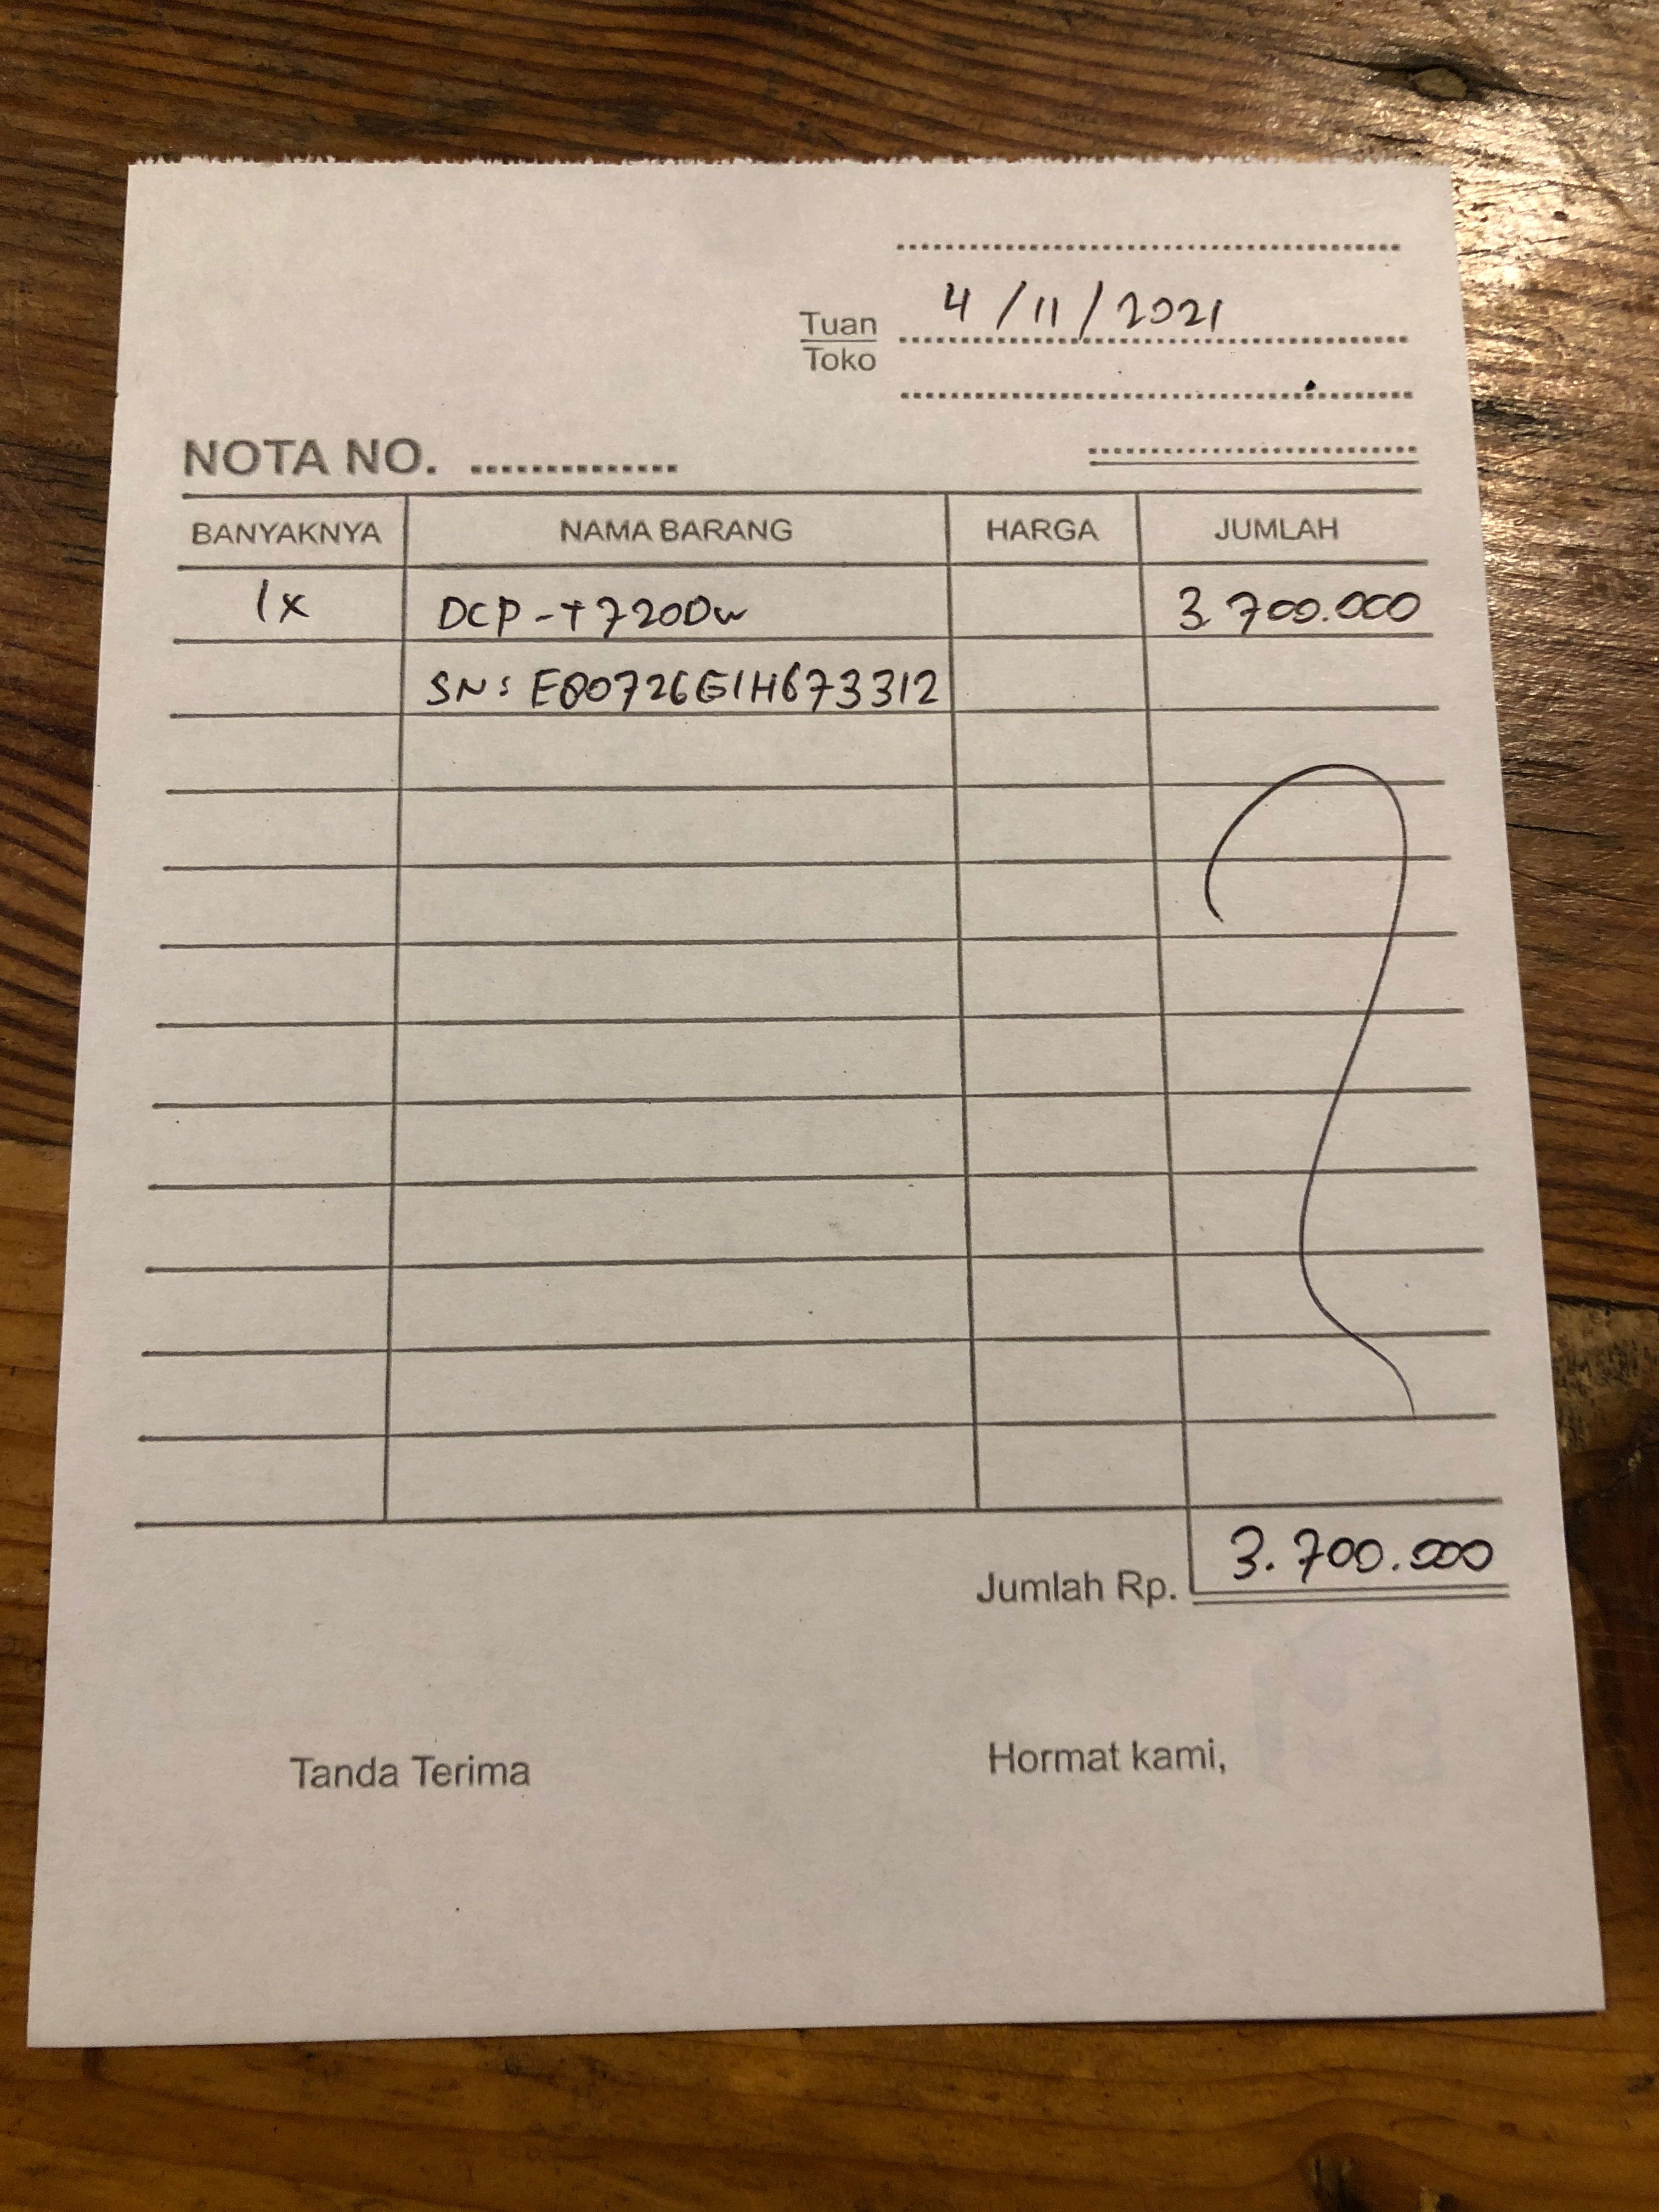 4/11/2021
Tuan
Toko
NOTA NO. ..............
BANYAKNYA NAMA BARANG HARGA JUMLAH
1x DCP-T720DW 3.700.000
SN: E80726G1H673312
Jumlah Rp. 3.700.000
Tanda Terima Hormat kami,